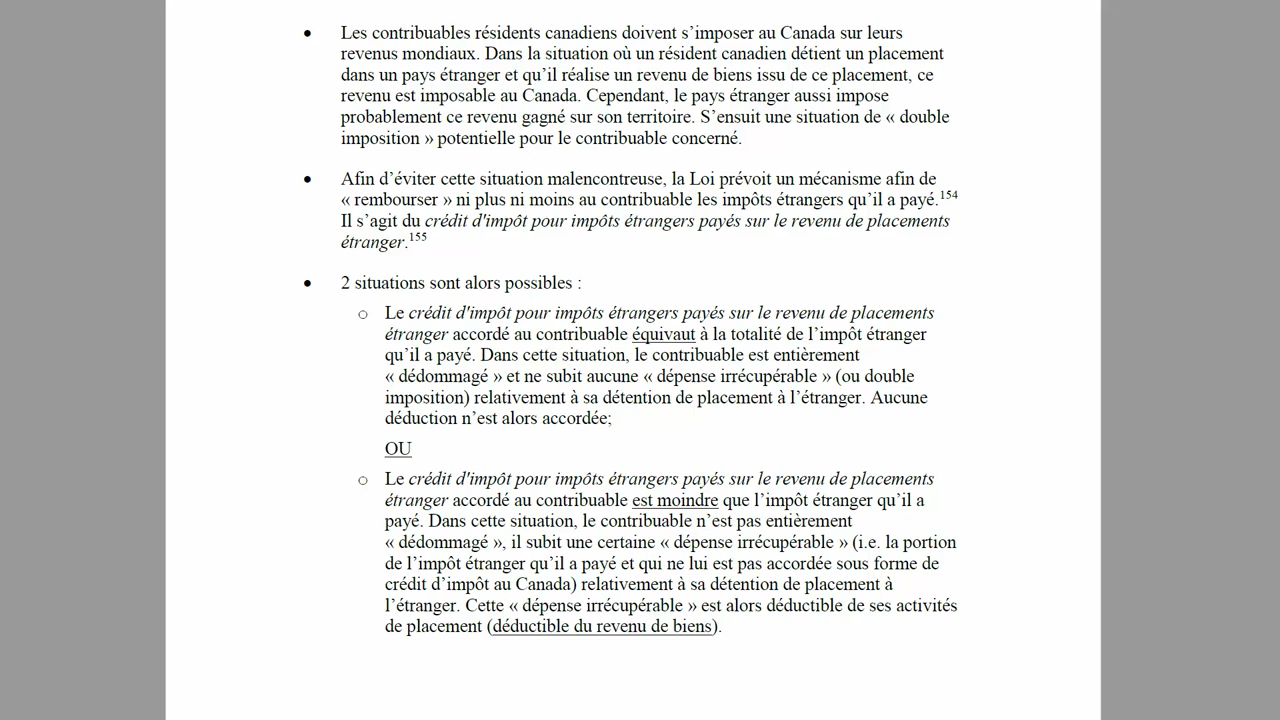 • Les contribuables résidents canadiens doivent s’imposer au Canada sur leurs
revenus mondiaux. Dans la situation où un résident canadien détient un placement
dans un pays étranger et qu’il réalise un revenu de biens issu de ce placement, ce
revenu est imposable au Canada. Cependant, le pays étranger aussi impose
probablement ce revenu gagné sur son territoire. S’ensuit une situation de « double
imposition » potentielle pour le contribuable concerné.
• Afin d’éviter cette situation malencontreuse, la Loi prévoit un mécanisme afin de
« rembourser » ni plus ni moins au contribuable les impôts étrangers qu’il a payé.154
Il s’agit du crédit d'impôt pour impôts étrangers payés sur le revenu de placements
étranger.155
• 2 situations sont alors possibles :
o Le crédit d'impôt pour impôts étrangers payés sur le revenu de placements
étranger accordé au contribuable équivaut à la totalité de l’impôt étranger
qu’il a payé. Dans cette situation, le contribuable est entièrement
« dédommagé » et ne subit aucune « dépense irrécupérable » (ou double
imposition) relativement à sa détention de placement à l’étranger. Aucune
déduction n’est alors accordée;
OU
o Le crédit d'impôt pour impôts étrangers payés sur le revenu de placements
étranger accordé au contribuable est moindre que l’impôt étranger qu’il a
payé. Dans cette situation, le contribuable n’est pas entièrement
« dédommagé », il subit une certaine « dépense irrécupérable » (i.e. la portion
de l’impôt étranger qu’il a payé et qui ne lui est pas accordée sous forme de
crédit d’impôt au Canada) relativement à sa détention de placement à
l’étranger. Cette « dépense irrécupérable » est alors déductible de ses activités
de placement (déductible du revenu de biens).